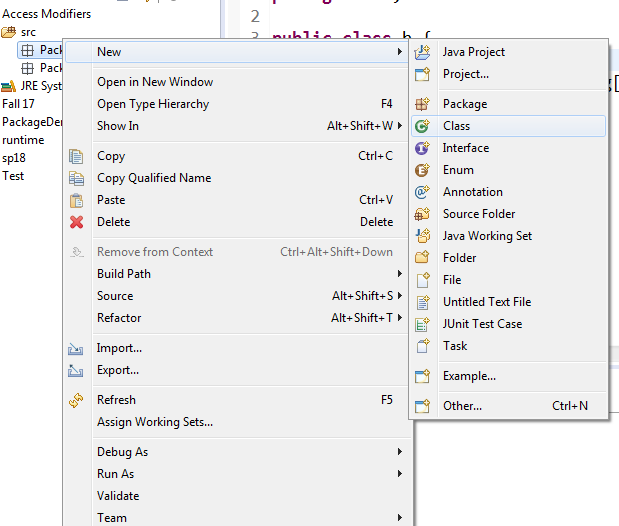 Access Modifiers
src
Pack
Pack
JRE Syst
Fall 17
PackageDer
runtime
sp18
Test
2
3
public class b {
New
Open in New Window
Open Type Hierarchy F4
Show In Alt+Shift+W
Copy Ctrl+C
Copy Qualified Name
Paste Ctrl+V
Delete Delete
Remove from Context Ctrl+Alt+Shift+Down
Build Path
Source Alt+Shift+S
Refactor Alt+Shift+T
Import...
Export...
Refresh F5
Assign Working Sets...
Debug As
Run As
Validate
Team
Java Project
Project...
Package
Class
Interface
Enum
Annotation
Source Folder
Java Working Set
Folder
File
Untitled Text File
JUnit Test Case
Task
Example...
Other... Ctrl+N
g[